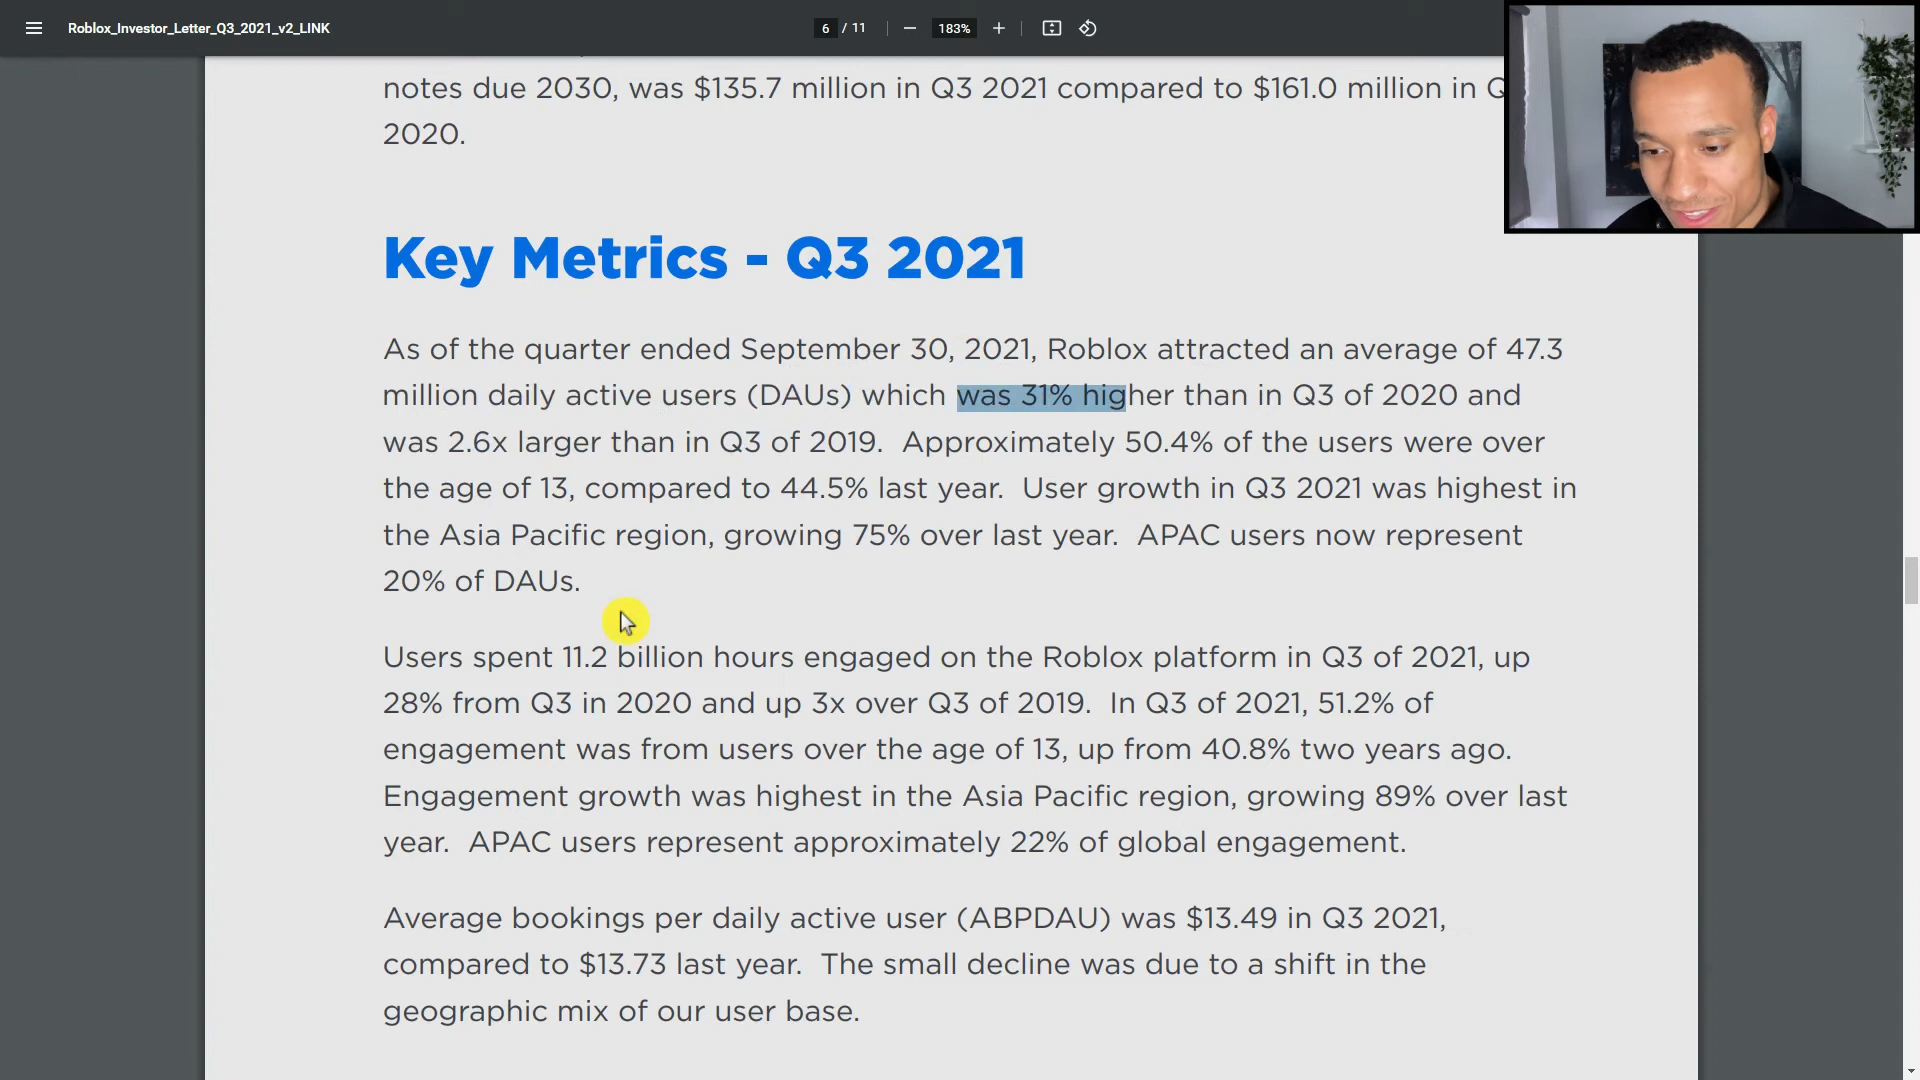 Roblox_Investor_Letter_Q3_2021_v2_LINK
6 / 11
183%
notes due 2030, was $135.7 million in Q3 2021 compared to $161.0 million in Q
2020.
Key Metrics - Q3 2021
As of the quarter ended September 30, 2021, Roblox attracted an average of 47.3
million daily active users (DAUs) which was 31% higher than in Q3 of 2020 and
was 2.6x larger than in Q3 of 2019.  Approximately 50.4% of the users were over
the age of 13, compared to 44.5% last year.  User growth in Q3 2021 was highest in
the Asia Pacific region, growing 75% over last year.  APAC users now represent
20% of DAUs.
Users spent 11.2 billion hours engaged on the Roblox platform in Q3 of 2021, up
28% from Q3 in 2020 and up 3x over Q3 of 2019.  In Q3 of 2021, 51.2% of
engagement was from users over the age of 13, up from 40.8% two years ago.
Engagement growth was highest in the Asia Pacific region, growing 89% over last
year.  APAC users represent approximately 22% of global engagement.
Average bookings per daily active user (ABPDAU) was $13.49 in Q3 2021,
compared to $13.73 last year.  The small decline was due to a shift in the
geographic mix of our user base.